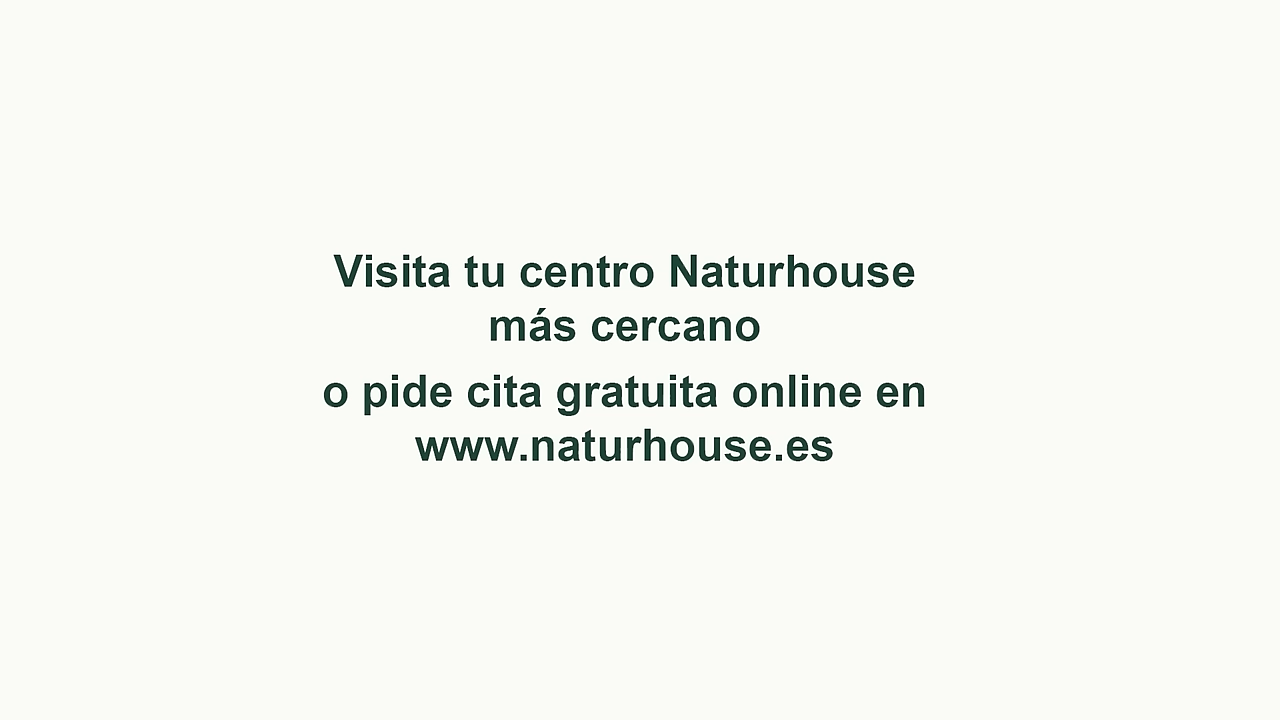 Visita tu centro Naturhouse
más cercano
o pide cita gratuita online en
www.naturhouse.es